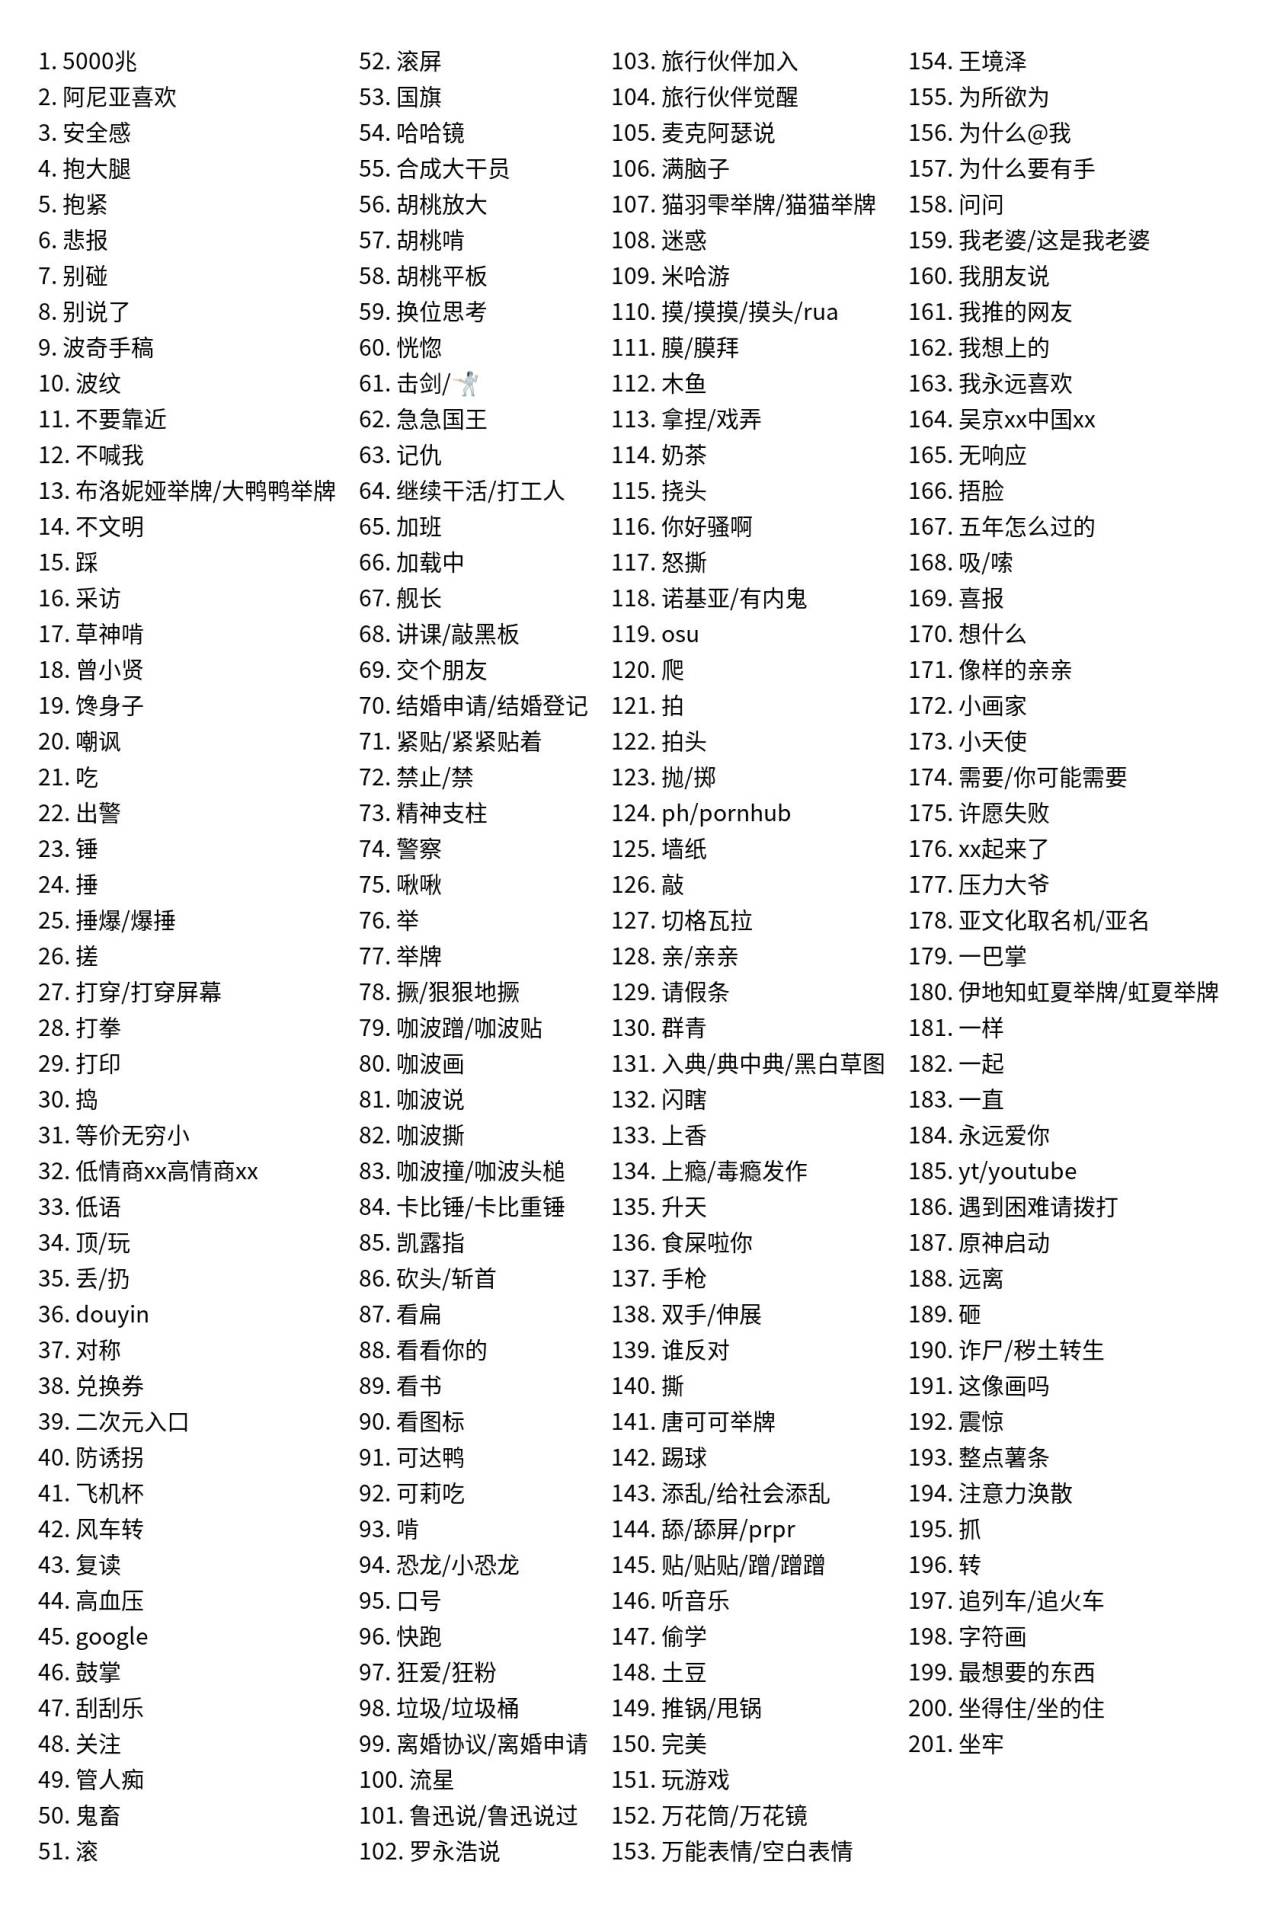 1. 5000兆
2. 阿尼亚喜欢
3. 安全感
4. 抱大腿
5. 抱紧
6. 悲报
7. 别碰
8. 别说了
9. 波奇手稿
10. 波纹
11. 不要靠近
12. 不喊我
13. 布洛妮娅举牌/大鸭鸭举牌
14. 不文明
15. 踩
16. 采访
17. 草神啃
18. 曾小贤
19. 馋身子
20. 嘲讽
21. 吃
22. 出警
23. 锤
24. 捶
25. 捶爆/爆捶
26. 搓
27. 打穿/打穿屏幕
28. 打拳
29. 打印
30. 捣
31. 等价无穷小
32. 低情商xx高情商xx
33. 低语
34. 顶/玩
35. 丢/扔
36. douyin
37. 对称
38. 兑换券
39. 二次元入口
40. 防诱拐
41. 飞机杯
42. 风车转
43. 复读
44. 高血压
45. google
46. 鼓掌
47. 刮刮乐
48. 关注
49. 管人痴
50. 鬼畜
51. 滚
52. 滚屏
53. 国旗
54. 哈哈镜
55. 合成大干员
56. 胡桃放大
57. 胡桃啃
58. 胡桃平板
59. 换位思考
60. 恍惚
61. 击剑/🤺
62. 急急国王
63. 记仇
64. 继续干活/打工人
65. 加班
66. 加载中
67. 舰长
68. 讲课/敲黑板
69. 交个朋友
70. 结婚申请/结婚登记
71. 紧贴/紧紧贴着
72. 禁止/禁
73. 精神支柱
74. 警察
75. 啾啾
76. 举
77. 举牌
78. 撅/狠狠地撅
79. 咖波蹭/咖波贴
80. 咖波画
81. 咖波说
82. 咖波撕
83. 咖波撞/咖波头槌
84. 卡比锤/卡比重锤
85. 凯露指
86. 砍头/斩首
87. 看扁
88. 看看你的
89. 看书
90. 看图标
91. 可达鸭
92. 可莉吃
93. 啃
94. 恐龙/小恐龙
95. 口号
96. 快跑
97. 狂爱/狂粉
98. 垃圾/垃圾桶
99. 离婚协议/离婚申请
100. 流星
101. 鲁迅说/鲁迅说过
102. 罗永浩说
103. 旅行伙伴加入
104. 旅行伙伴觉醒
105. 麦克阿瑟说
106. 满脑子
107. 猫羽雫举牌/猫猫举牌
108. 迷惑
109. 米哈游
110. 摸/摸摸/摸头/rua
111. 膜/膜拜
112. 木鱼
113. 拿捏/戏弄
114. 奶茶
115. 挠头
116. 你好骚啊
117. 怒撕
118. 诺基亚/有内鬼
119. osu
120. 爬
121. 拍
122. 拍头
123. 抛/掷
124. ph/pornhub
125. 墙纸
126. 敲
127. 切格瓦拉
128. 亲/亲亲
129. 请假条
130. 群青
131. 入典/典中典/黑白草图
132. 闪瞎
133. 上香
134. 上瘾/毒瘾发作
135. 升天
136. 食屎啦你
137. 手枪
138. 双手/伸展
139. 谁反对
140. 撕
141. 唐可可举牌
142. 踢球
143. 添乱/给社会添乱
144. 舔/舔屏/prpr
145. 贴/贴贴/蹭/蹭蹭
146. 听音乐
147. 偷学
148. 土豆
149. 推锅/甩锅
150. 完美
151. 玩游戏
152. 万花筒/万花镜
153. 万能表情/空白表情
154. 王境泽
155. 为所欲为
156. 为什么@我
157. 为什么要有手
158. 问问
159. 我老婆/这是我老婆
160. 我朋友说
161. 我推的网友
162. 我想上的
163. 我永远喜欢
164. 吴京xx中国xx
165. 无响应
166. 捂脸
167. 五年怎么过的
168. 吸/嗦
169. 喜报
170. 想什么
171. 像样的亲亲
172. 小画家
173. 小天使
174. 需要/你可能需要
175. 许愿失败
176. xx起来了
177. 压力大爷
178. 亚文化取名机/亚名
179. 一巴掌
180. 伊地知虹夏举牌/虹夏举牌
181. 一样
182. 一起
183. 一直
184. 永远爱你
185. yt/youtube
186. 遇到困难请拨打
187. 原神启动
188. 远离
189. 砸
190. 诈尸/秽土转生
191. 这像画吗
192. 震惊
193. 整点薯条
194. 注意力涣散
195. 抓
196. 转
197. 追列车/追火车
198. 字符画
199. 最想要的东西
200. 坐得住/坐的住
201. 坐牢